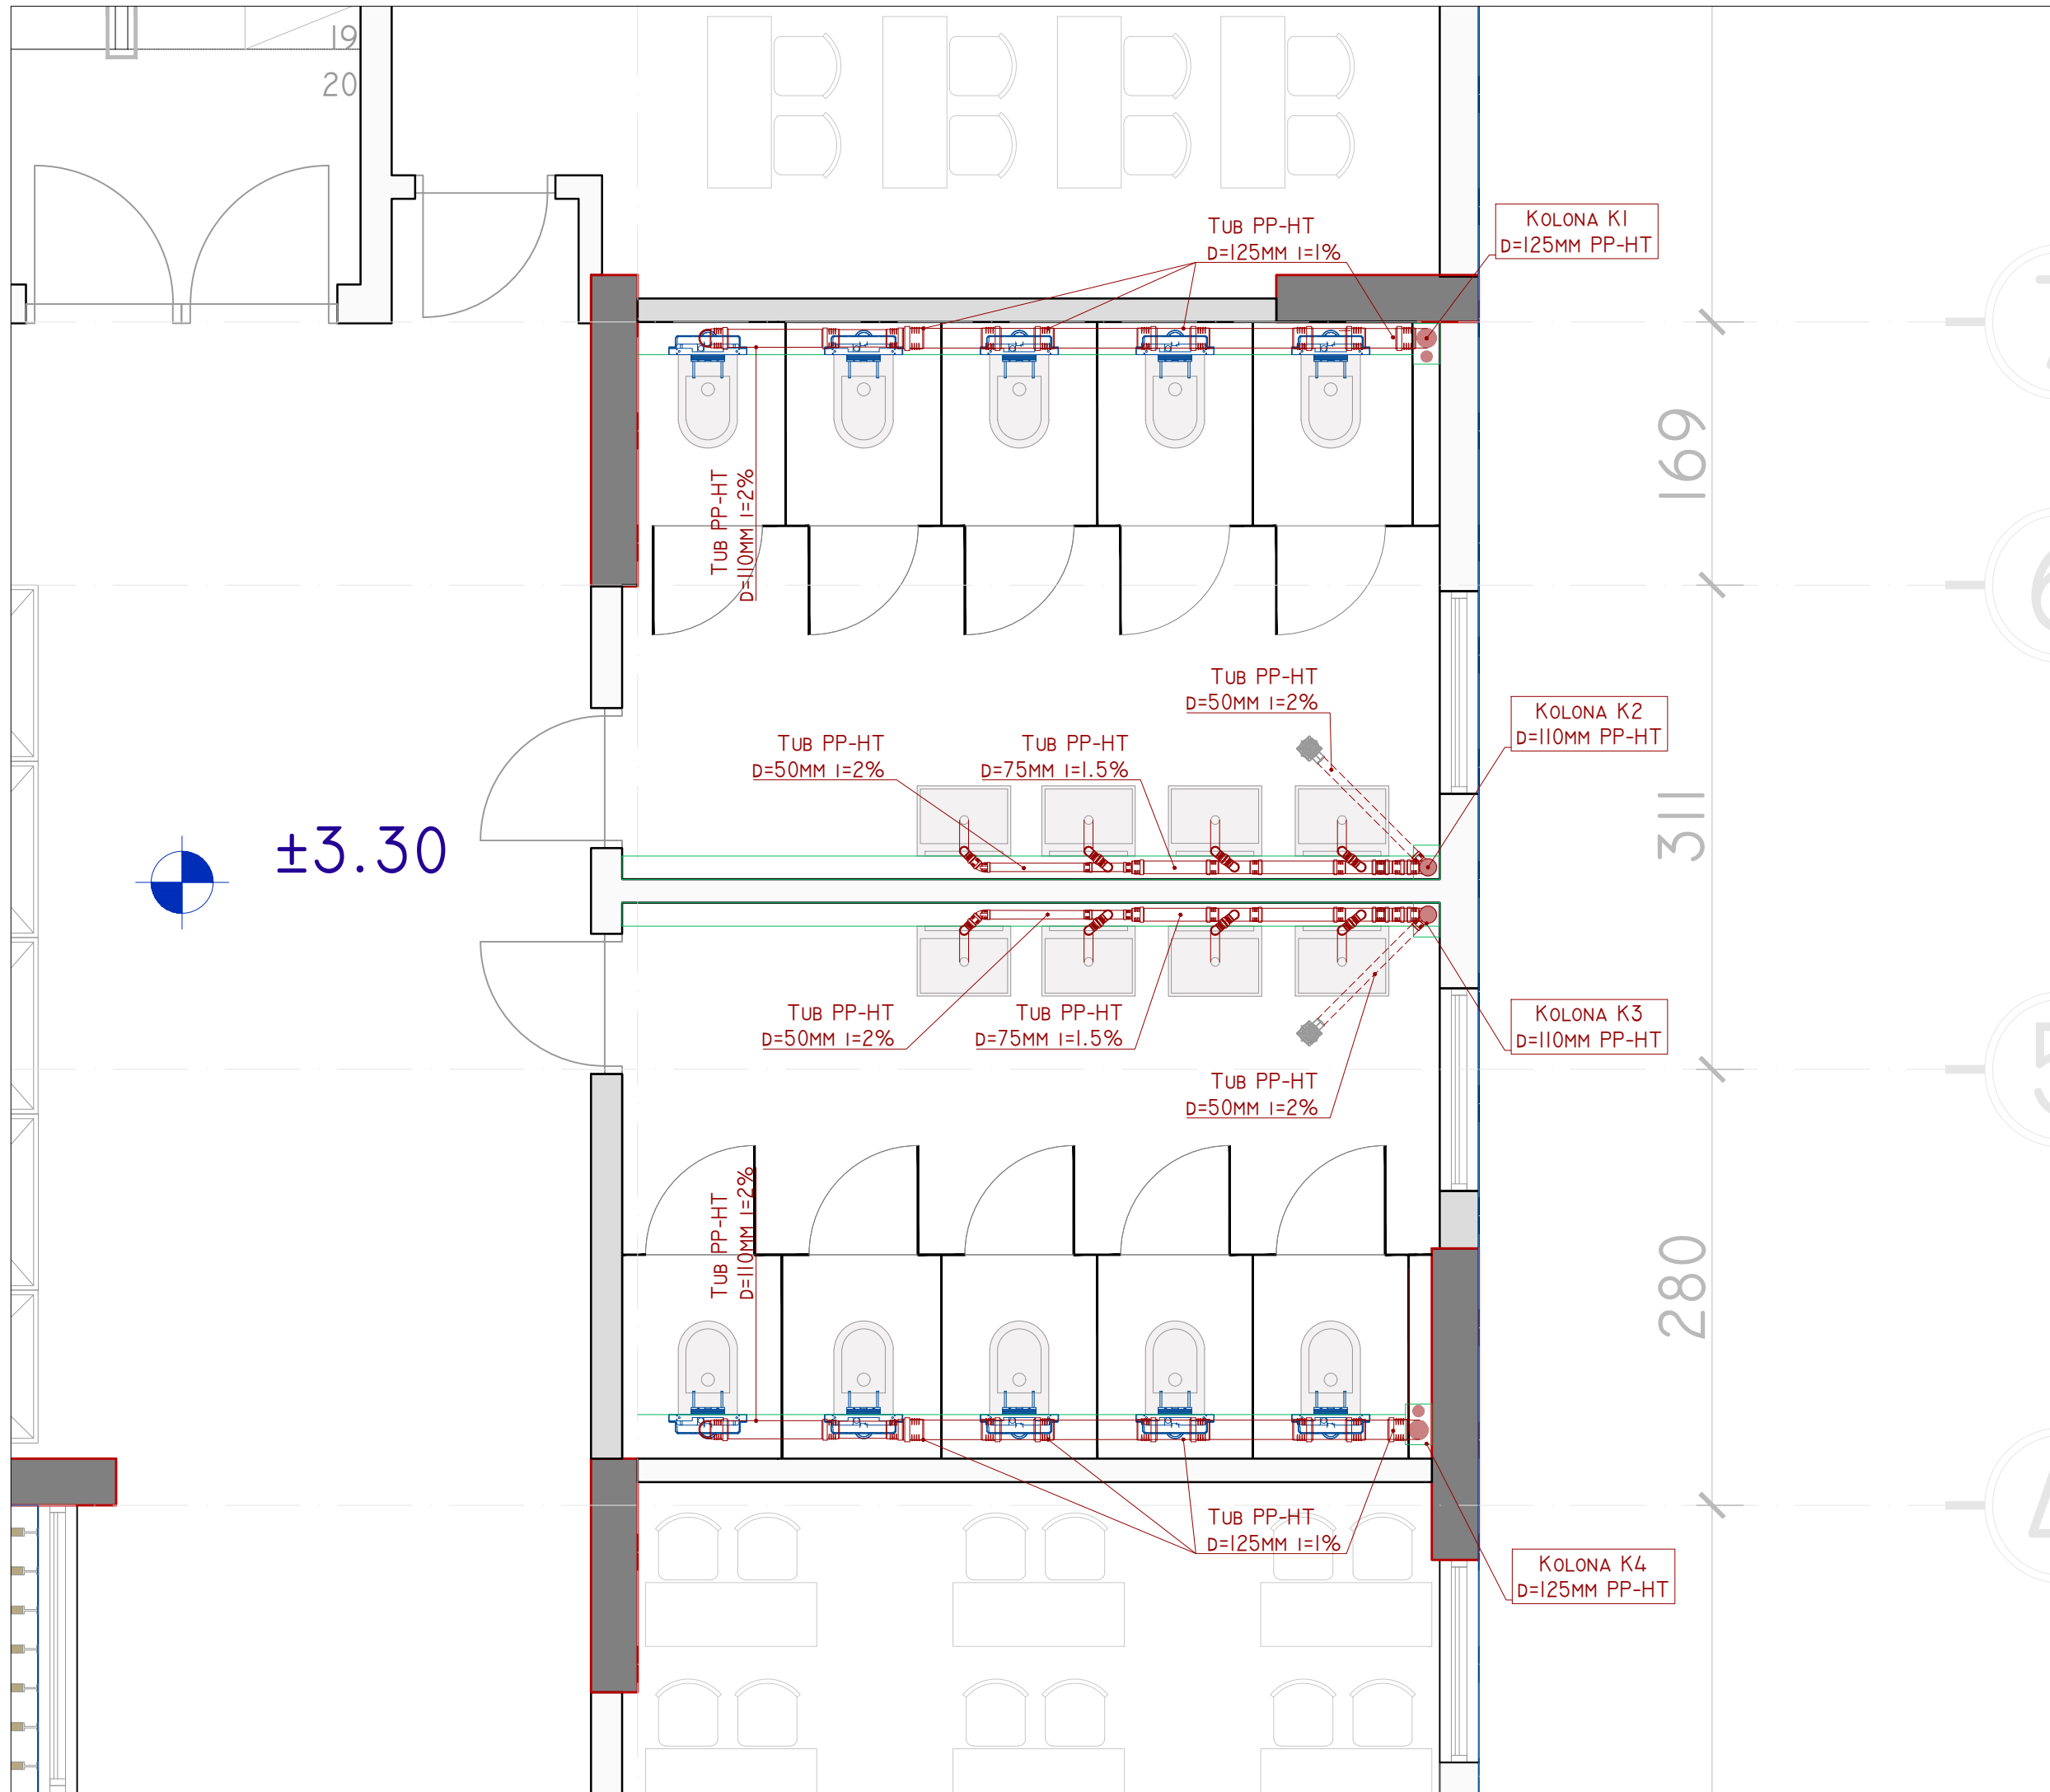 19
20
Tub PP-HT
D=125mm i=1%
Kolona K1
D=125mm PP-HT
169
Tub PP-HT
D=110mm i=2%
Tub PP-HT
D=50mm i=2%
Kolona K2
D=110mm PP-HT
Tub PP-HT
D=50mm i=2%
Tub PP-HT
D=75mm i=1.5%
±3.30
311
Tub PP-HT
D=50mm i=2%
Tub PP-HT
D=75mm i=1.5%
Kolona K3
D=110mm PP-HT
Tub PP-HT
D=50mm i=2%
Tub PP-HT
D=110mm i=2%
280
Tub PP-HT
D=125mm i=1%
Kolona K4
D=125mm PP-HT
6
5
4